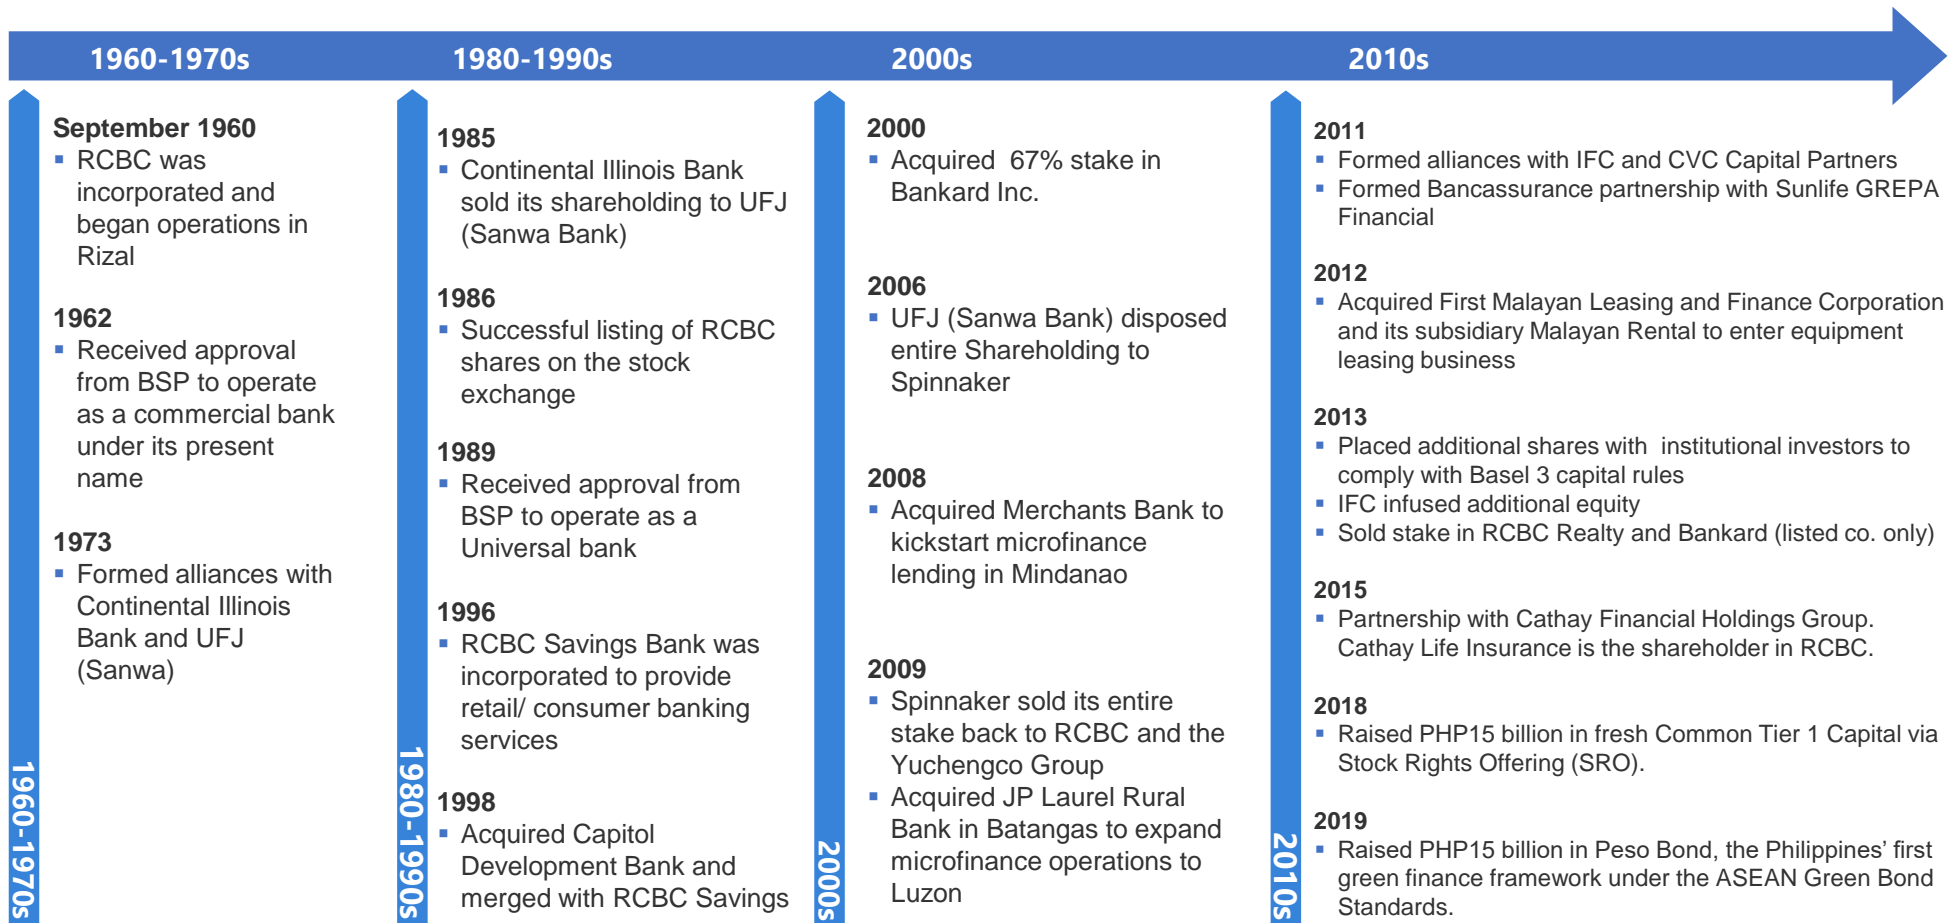 1960-1970s
1980-1990s
2000s
2010s
September 1960
▪ RCBC was
incorporated and
began operations in
Rizal
1962
▪ Received approval
from BSP to operate
as a commercial bank
under its present
name
1973
▪ Formed alliances with
Continental Illinois
Bank and UFJ
(Sanwa)
1960-1970s
1985
▪ Continental Illinois Bank
sold its shareholding to UFJ
(Sanwa Bank)
1986
▪ Successful listing of RCBC
shares on the stock
exchange
1989
▪ Received approval from
BSP to operate as a
Universal bank
1996
▪ RCBC Savings Bank was
incorporated to provide
retail/ consumer banking
services
1998
▪ Acquired Capitol
Development Bank and
merged with RCBC Savings
1980-1990s
2000
▪ Acquired  67% stake in
Bankard Inc.
2006
▪ UFJ (Sanwa Bank) disposed
entire Shareholding to
Spinnaker
2008
▪ Acquired Merchants Bank to
kickstart microfinance
lending in Mindanao
2009
▪ Spinnaker sold its entire
stake back to RCBC and the
Yuchengco Group
▪ Acquired JP Laurel Rural
Bank in Batangas to expand
microfinance operations to
Luzon
2000s
2011
▪ Formed alliances with IFC and CVC Capital Partners
▪ Formed Bancassurance partnership with Sunlife GREPA
Financial
2012
▪ Acquired First Malayan Leasing and Finance Corporation
and its subsidiary Malayan Rental to enter equipment
leasing business
2013
▪ Placed additional shares with  institutional investors to
comply with Basel 3 capital rules
▪ IFC infused additional equity
▪ Sold stake in RCBC Realty and Bankard (listed co. only)
2015
▪ Partnership with Cathay Financial Holdings Group.
Cathay Life Insurance is the shareholder in RCBC.
2018
▪ Raised PHP15 billion in fresh Common Tier 1 Capital via
Stock Rights Offering (SRO).
2019
▪ Raised PHP15 billion in Peso Bond, the Philippines’ first
green finance framework under the ASEAN Green Bond
Standards.
2010s